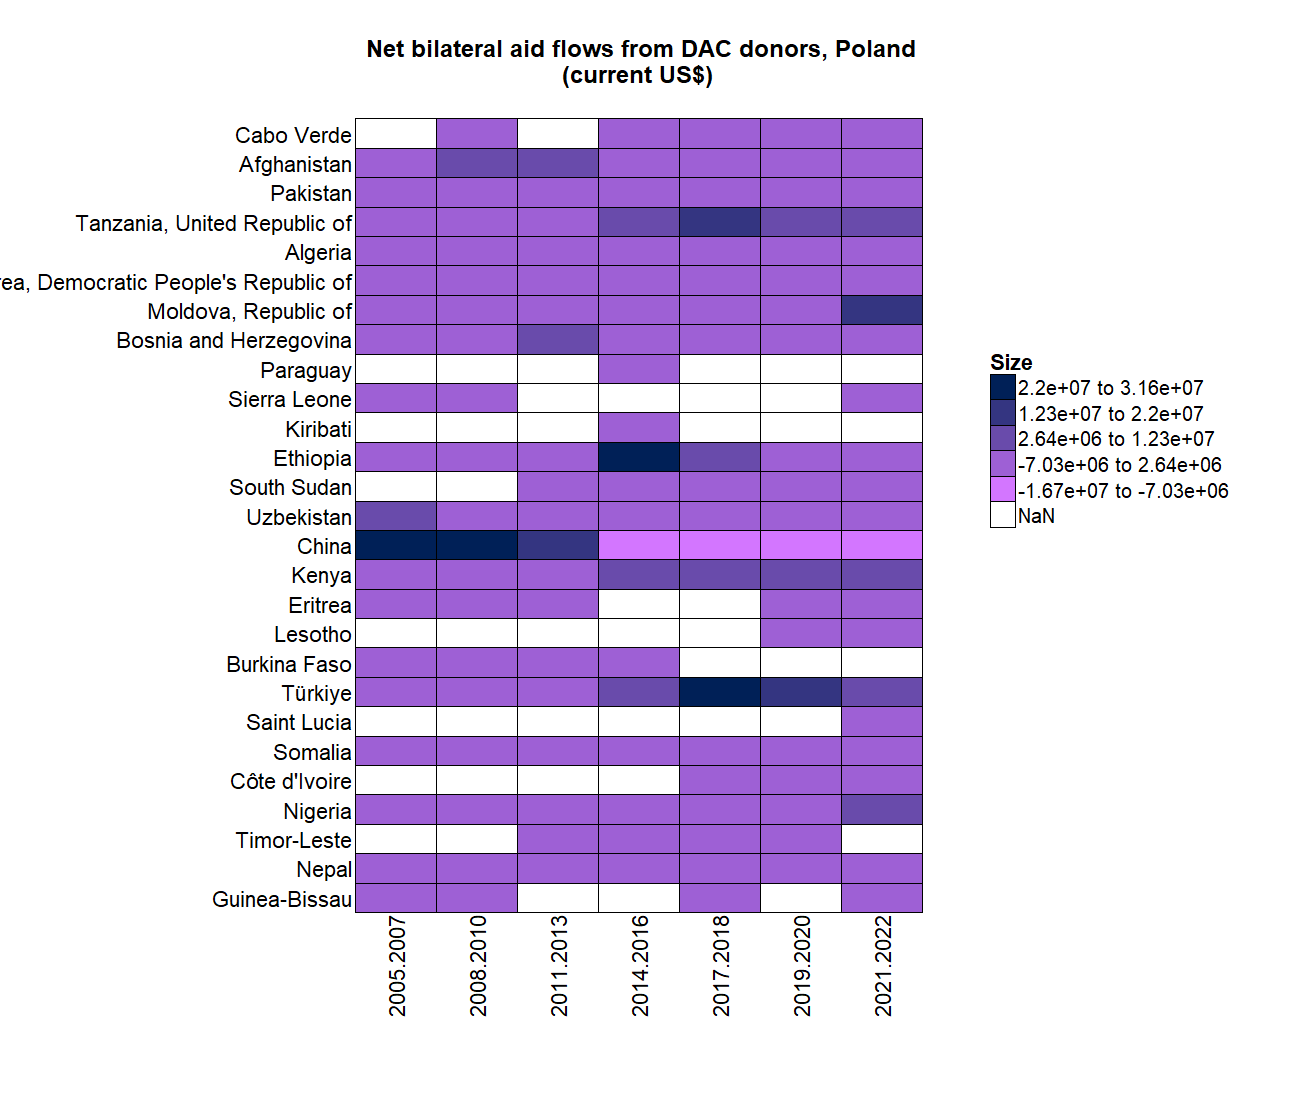 Net bilateral aid flows from DAC donors, Poland
(current US$)
Cabo Verde
Afghanistan
Pakistan
Tanzania, United Republic of
Algeria
rea, Democratic People's Republic of
Moldova, Republic of
Bosnia and Herzegovina
Paraguay
Sierra Leone
Kiribati
Ethiopia
South Sudan
Uzbekistan
China
Kenya
Eritrea
Lesotho
Burkina Faso
Türkiye
Saint Lucia
Somalia
Côte d'Ivoire
Nigeria
Timor-Leste
Nepal
Guinea-Bissau
2005.2007
2008.2010
2011.2013
2014.2016
2017.2018
2019.2020
2021.2022
Size
2.2e+07 to 3.16e+07
1.23e+07 to 2.2e+07
2.64e+06 to 1.23e+07
-7.03e+06 to 2.64e+06
-1.67e+07 to -7.03e+06
NaN